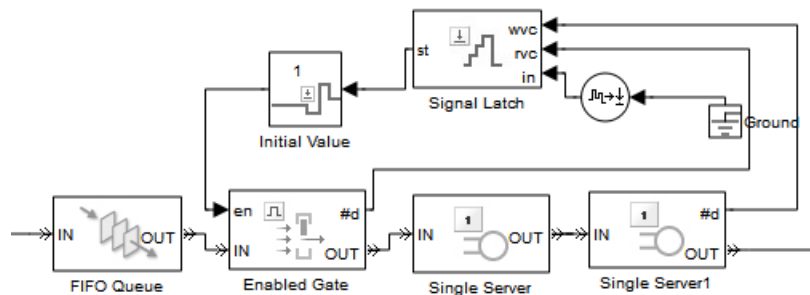 wvc
st
rvc
in
1
Signal Latch
Initial Value
Ground
en
#d
IN
OUT
IN
OUT
IN
OUT
1
IN
#d
OUT
1
FIFO Queue
Enabled Gate
Single Server
Single Server1